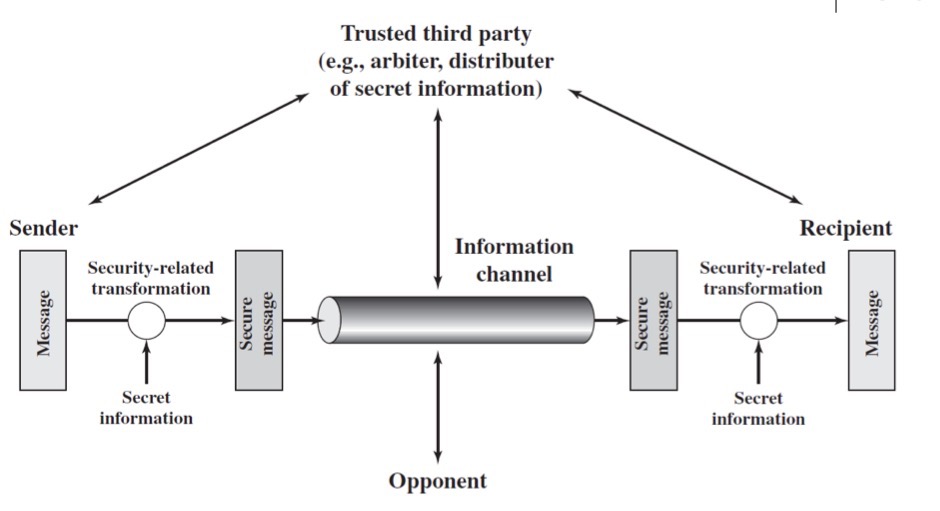 Trusted third party
(e.g., arbiter, distributer
of secret information)
Sender
Recipient
Information
channel
Security-related
transformation
Security-related
transformation
Message
Secure
message
Secure
message
Message
Secret
information
Secret
information
Opponent